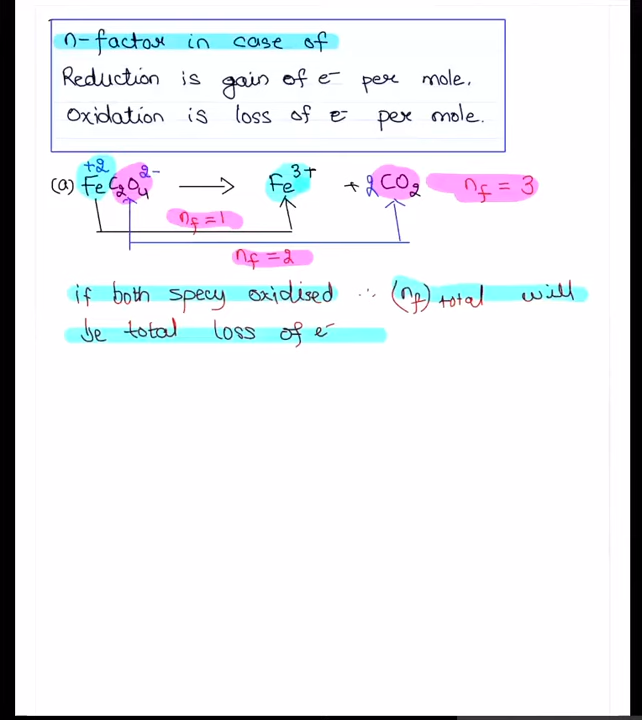 n-factor in case of
Reduction is gain of e⁻ per mole.
Oxidation is loss of e⁻ per mole.
+2 2-
(a) FeC₂O₄ → Fe³⁺ + 2CO₂ nf = 3
nf = 1
nf = 2
if both specy oxidised ∴ (nf) total will
be total loss of e⁻